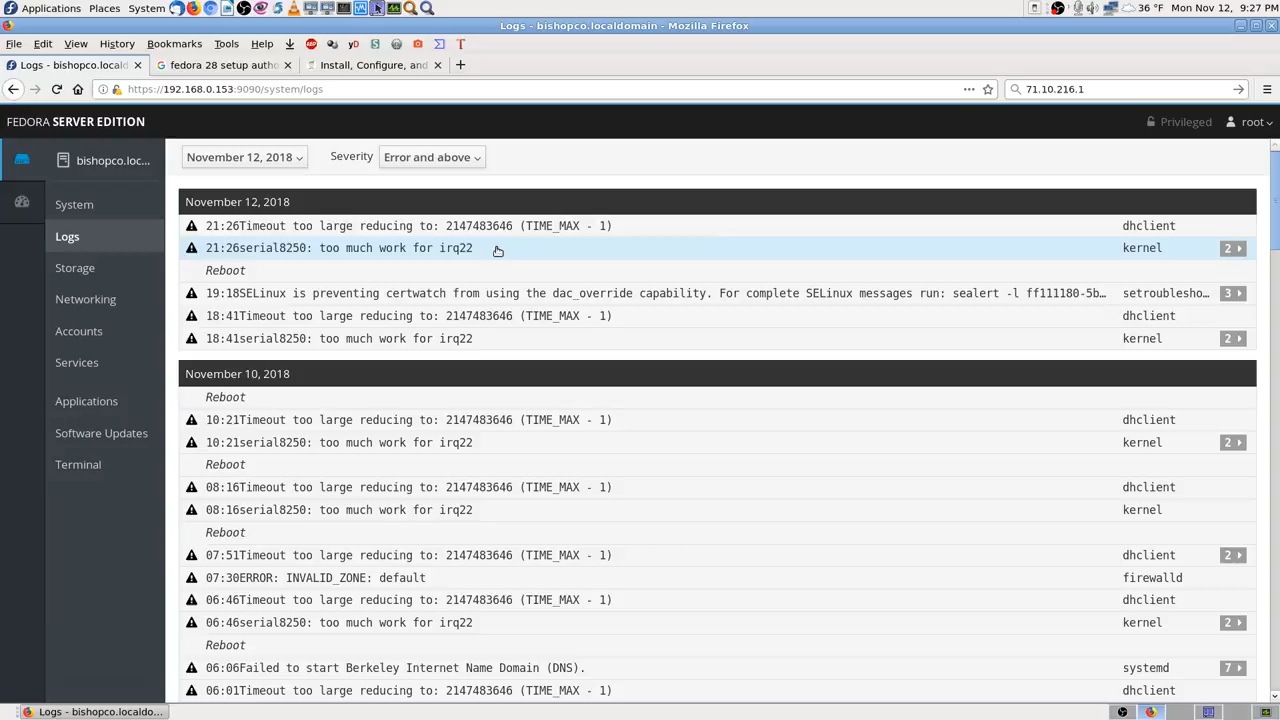 Applications Places System 36 °F Mon Nov 12, 9:27 PM
Logs - bishopco.localdomain - Mozilla Firefox
File Edit View History Bookmarks Tools Help
Logs - bishopco.locald
fedora 28 setup autho
Install, Configure, and
https://192.168.0.153:9090/system/logs
71.10.216.1
FEDORA SERVER EDITION
Privileged root
bishopco.loc...
System
Logs
Storage
Networking
Accounts
Services
Applications
Software Updates
Terminal
November 12, 2018 Severity Error and above
November 12, 2018
21:26Timeout too large reducing to: 2147483646 (TIME_MAX - 1) dhclient
21:26serial8250: too much work for irq22 kernel 2
Reboot
19:18SELinux is preventing certwatch from using the dac_override capability. For complete SELinux messages run: sealert -l ff111180-5b… setroublesho… 3
18:41Timeout too large reducing to: 2147483646 (TIME_MAX - 1) dhclient
18:41serial8250: too much work for irq22 kernel 2
November 10, 2018
Reboot
10:21Timeout too large reducing to: 2147483646 (TIME_MAX - 1) dhclient
10:21serial8250: too much work for irq22 kernel 2
Reboot
08:16Timeout too large reducing to: 2147483646 (TIME_MAX - 1) dhclient
08:16serial8250: too much work for irq22 kernel
Reboot
07:51Timeout too large reducing to: 2147483646 (TIME_MAX - 1) dhclient 2
07:30ERROR: INVALID_ZONE: default firewalld
06:46Timeout too large reducing to: 2147483646 (TIME_MAX - 1) dhclient
06:46serial8250: too much work for irq22 kernel 2
Reboot
06:06Failed to start Berkeley Internet Name Domain (DNS). systemd 7
06:01Timeout too large reducing to: 2147483646 (TIME_MAX - 1) dhclient
Logs - bishopco.localdo...